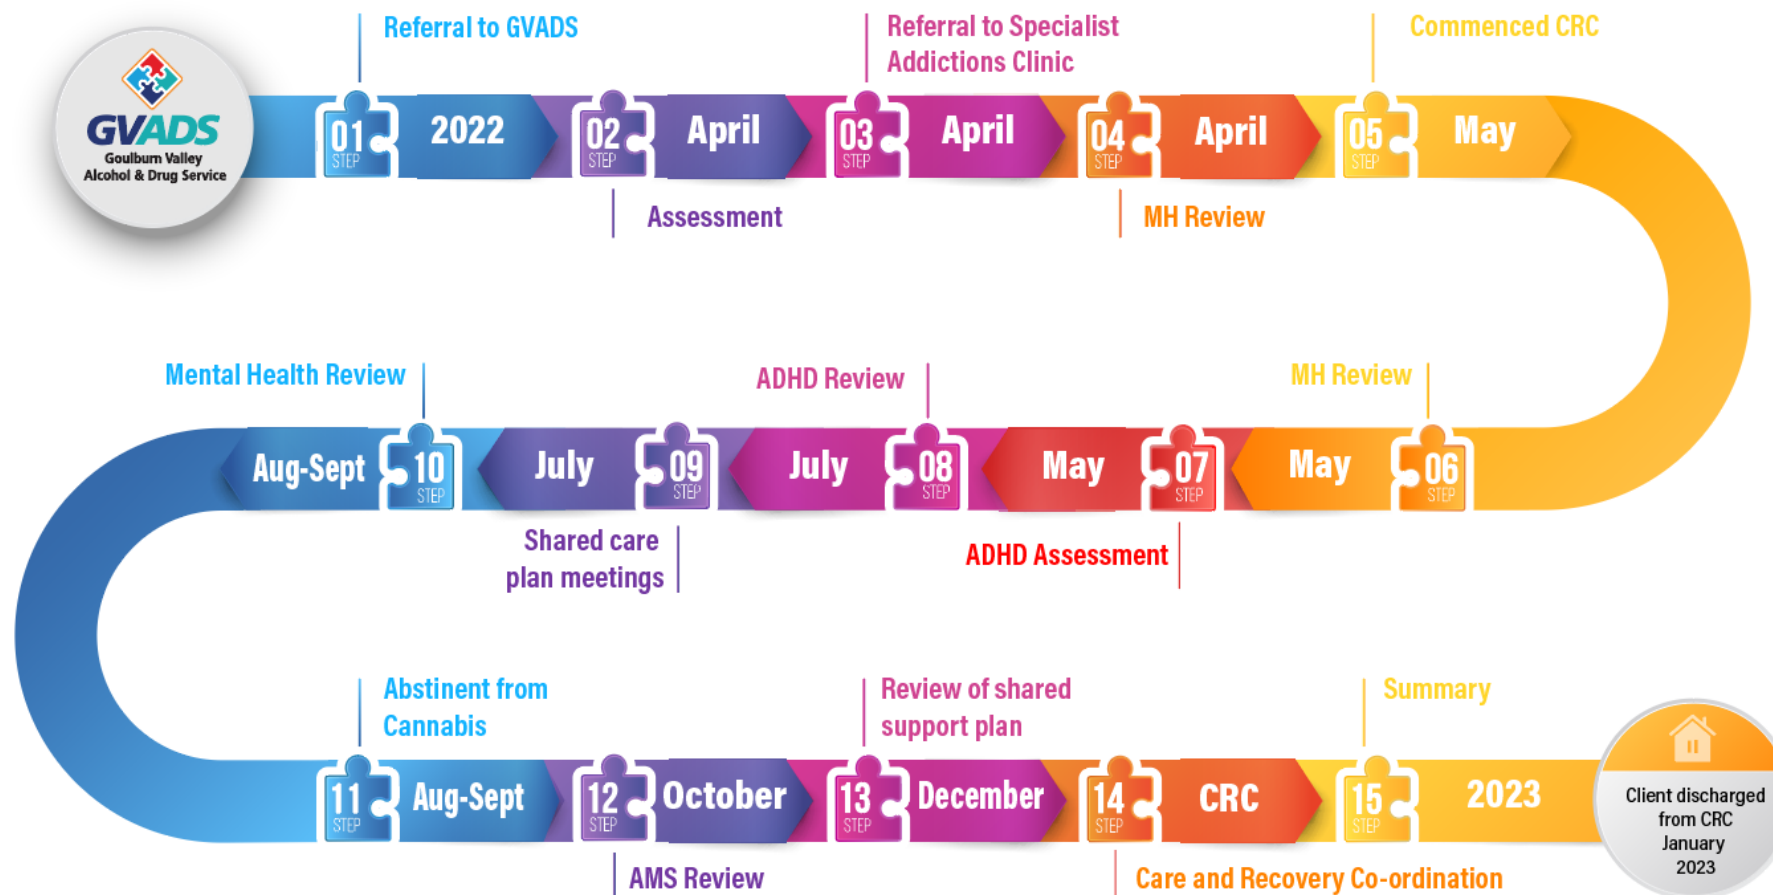 GVADS
Goulburn Valley
Alcohol & Drug Service
Referral to GVADS
01
STEP
2022
02
STEP
April
Assessment
Referral to Specialist
Addictions Clinic
03
STEP
April
04
STEP
April
MH Review
Commenced CRC
05
STEP
May
MH Review
06
STEP
May
07
STEP
May
ADHD Assessment
ADHD Review
08
STEP
July
09
STEP
July
Shared care
plan meetings
Mental Health Review
10
STEP
Aug-Sept
Abstinent from
Cannabis
11
STEP
Aug-Sept
12
STEP
October
AMS Review
Review of shared
support plan
13
STEP
December
14
STEP
CRC
Care and Recovery Co-ordination
Summary
15
STEP
2023
Client discharged
from CRC
January
2023